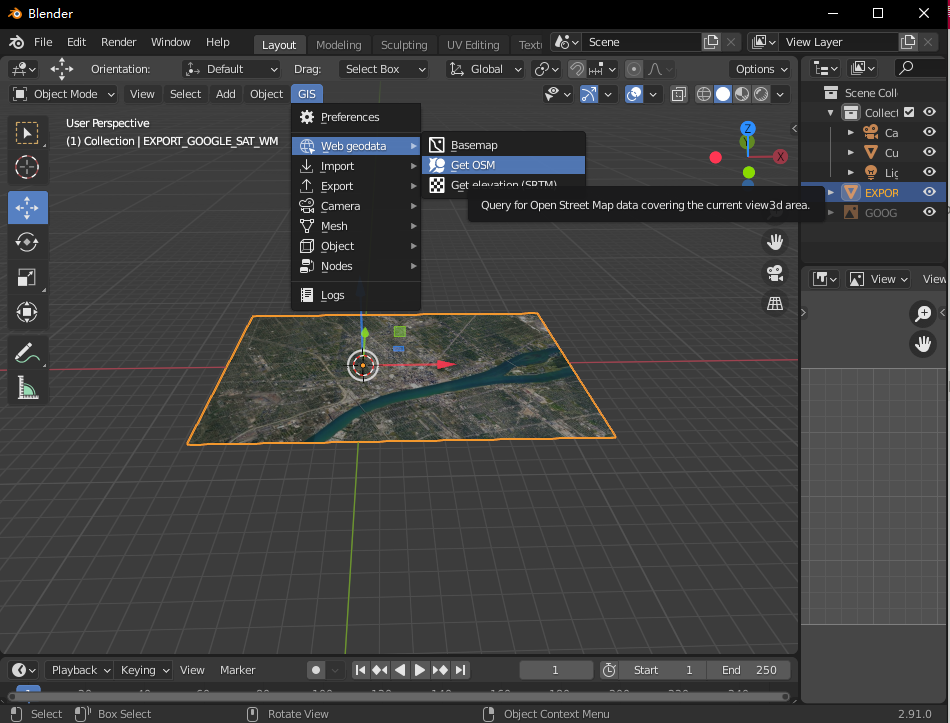 Blender
File Edit Render Window Help Layout Modeling Sculpting UV Editing Scene View Layer
Orientation: Default Drag: Select Box Global Options
Object Mode View Select Add Object GIS
User Perspective
(1) Collection | EXPORT_GOOGLE_SAT_WM
Preferences
Web geodata
Import
Export
Camera
Mesh
Object
Nodes
Logs
Basemap
Get OSM
Get elevation (SRTM)
Query for Open Street Map data covering the current view3d area.
Z
X
Scene Coll
Collect
Ca
Cu
Lig
EXPOR
GOOG
View View
Playback Keying View Marker 1 Start 1 End 250
Select Box Select Rotate View Object Context Menu 2.91.0